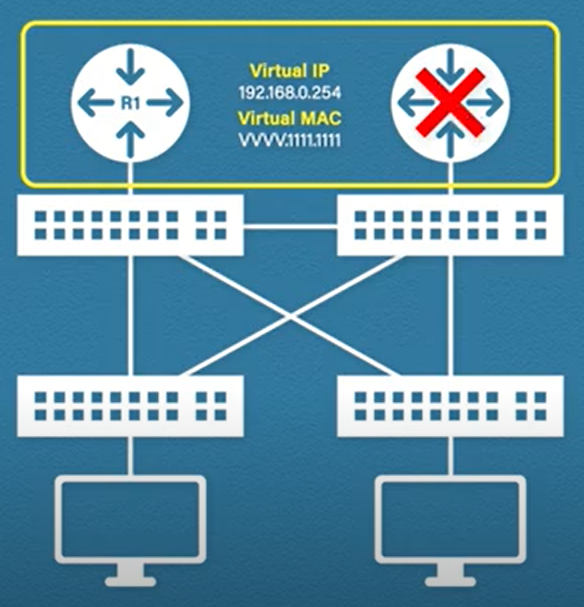 R1
Virtual IP
192.168.0.254
Virtual MAC
VVVV.1111.1111